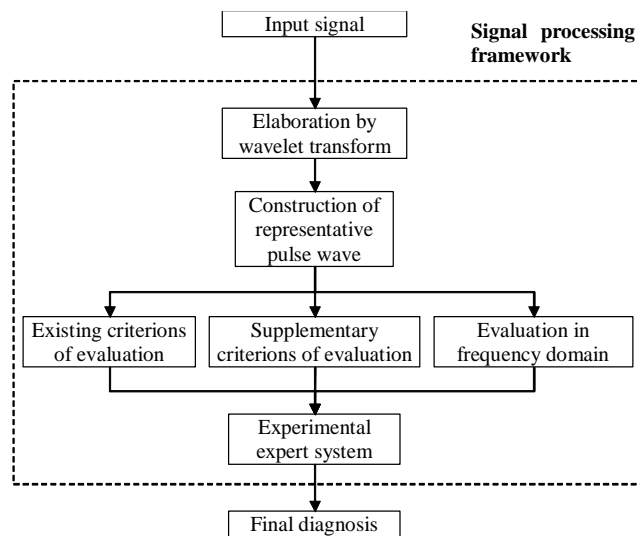 Input signal
Signal processing
framework
Elaboration by
wavelet transform
Construction of
representative
pulse wave
Existing criterions
of evaluation
Supplementary
criterions of evaluation
Evaluation in
frequency domain
Experimental
expert system
Final diagnosis